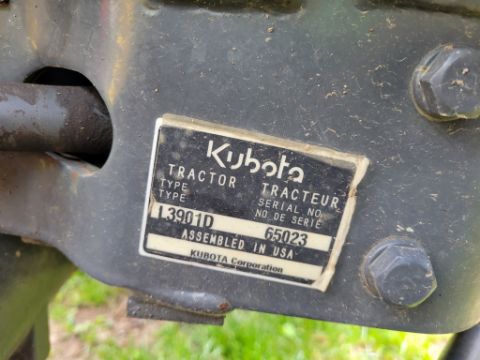 Kubota
TRACTOR TRACTEUR
TYPE SERIAL NO.
TYPE NO. DE SERIE
L3901D 65023
ASSEMBLED IN USA
KUBOTA Corporation